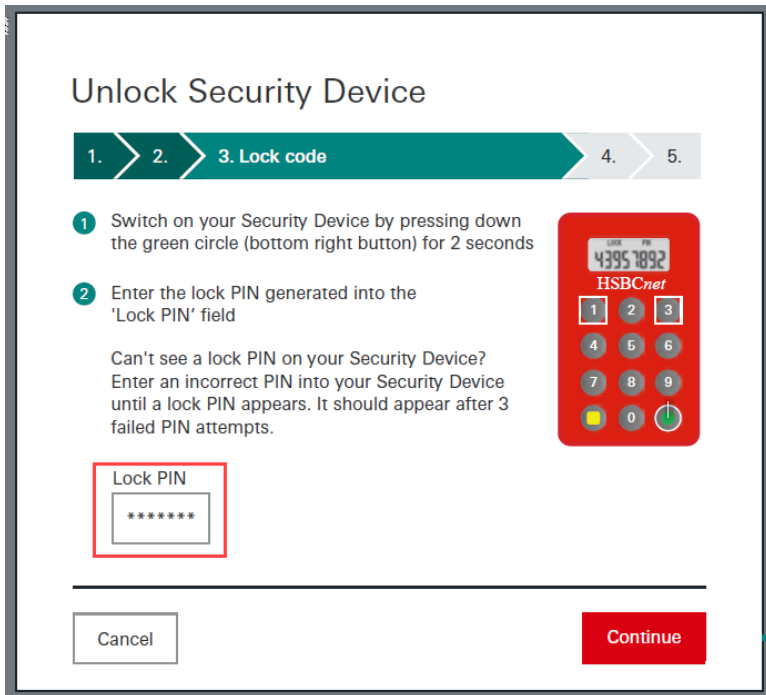 Unlock Security Device
1. 2. 3. Lock code 4. 5.
1 Switch on your Security Device by pressing down
the green circle (bottom right button) for 2 seconds
2 Enter the lock PIN generated into the
'Lock PIN' field
Can't see a lock PIN on your Security Device?
Enter an incorrect PIN into your Security Device
until a lock PIN appears. It should appear after 3
failed PIN attempts.
LOCK PIN
43957892
HSBCnet
1 2 3
4 5 6
7 8 9
0
Lock PIN
*******
Cancel
Continue